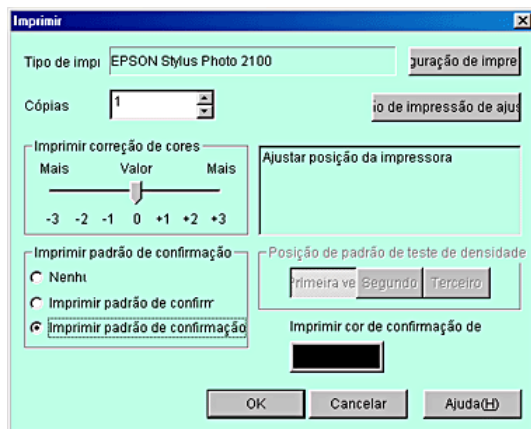 Imprimir
Tipo de impı EPSON Stylus Photo 2100 guração de impre
Cópias 1 io de impressão de ajus
Imprimir correção de cores
Mais Valor Mais
-3 -2 -1 0 +1 +2 +3
Ajustar posição da impressora
Imprimir padrão de confirmação
Nenhu
Imprimir padrão de confirr
Imprimir padrão de confirmação
Posição de padrão de teste de densidade
Primeira ve Segundo Terceiro
Imprimir cor de confirmação de
OK Cancelar Ajuda(H)